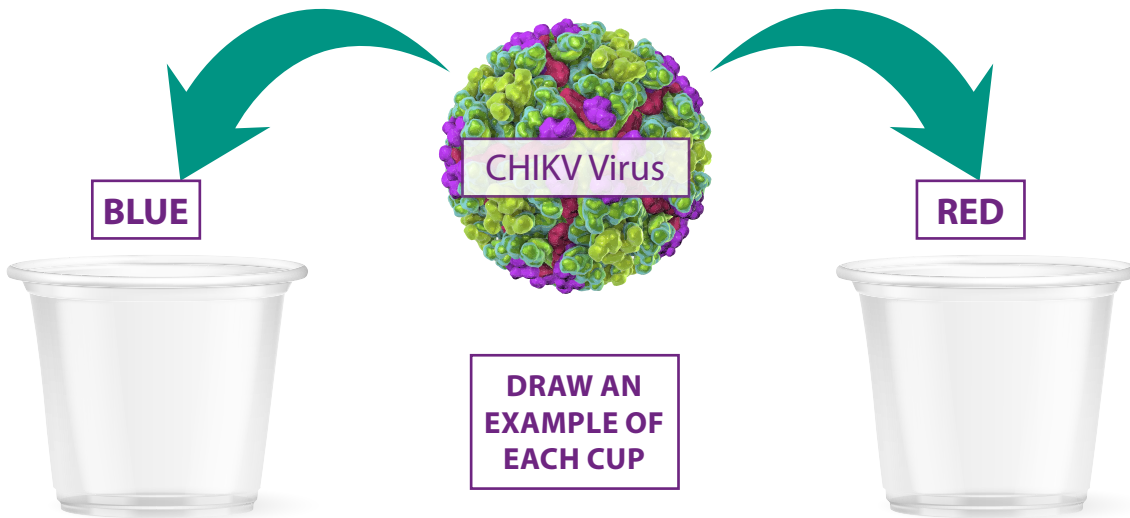 CHIKV Virus
BLUE
RED
DRAW AN
EXAMPLE OF
EACH CUP